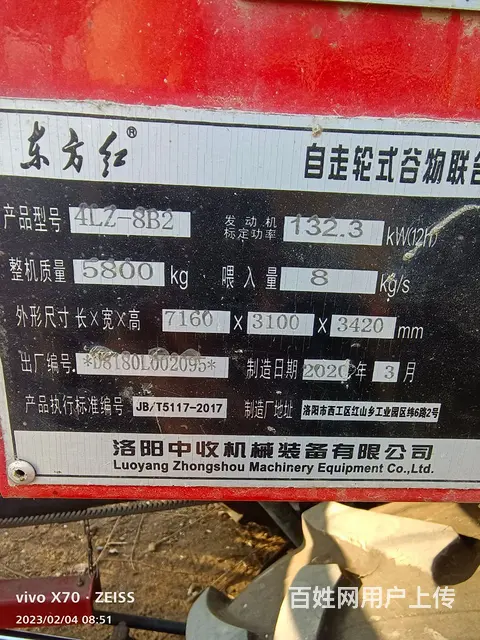 东方红®
自走轮式谷物联合
产品型号 4LZ-8B2 发动机标定功率 132.3 kW(12h)
整机质量 5800 kg 喂入量 8 kg/s
外形尺寸 长×宽×高 7160 × 3100 × 3420 mm
出厂编号 *D8180L002095* 制造日期 2020 年 3 月
产品执行标准编号 JB/T5117-2017 制造厂地址 洛阳市西工区红山乡工业园区纬6路2号
洛阳中收机械装备有限公司
Luoyang Zhongshou Machinery Equipment Co.,Ltd.
vivo X70 · ZEISS
2023/02/04 08:51
百姓网用户上传